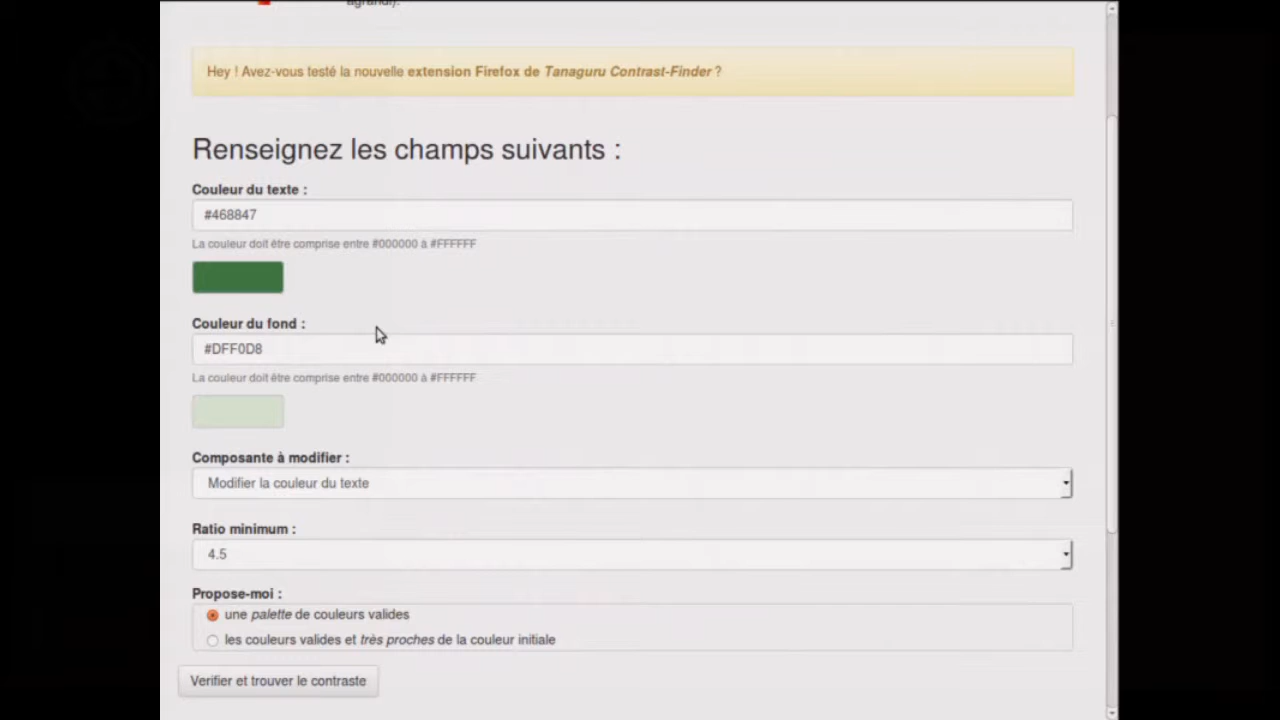 agrandi).
Hey ! Avez-vous testé la nouvelle extension Firefox de Tanaguru Contrast-Finder ?
Renseignez les champs suivants :
Couleur du texte :
#468847
La couleur doit être comprise entre #000000 à #FFFFFF
Couleur du fond :
#DFF0D8
La couleur doit être comprise entre #000000 à #FFFFFF
Composante à modifier :
Modifier la couleur du texte
Ratio minimum :
4.5
Propose-moi :
une palette de couleurs valides
les couleurs valides et très proches de la couleur initiale
Verifier et trouver le contraste